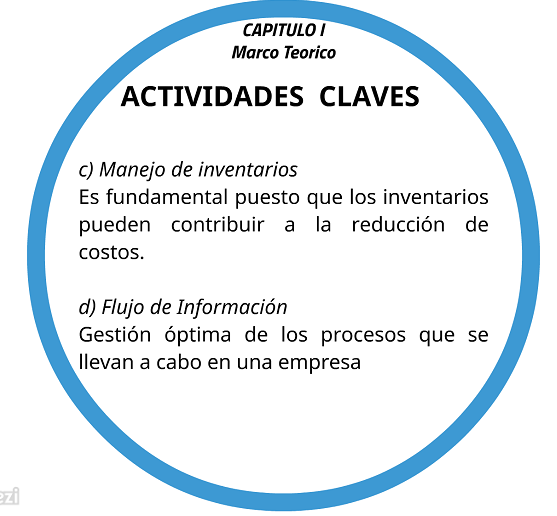 CAPITULO I
Marco Teorico
ACTIVIDADES CLAVES
c) Manejo de inventarios
Es fundamental puesto que los inventarios
pueden contribuir a la reducción de
costos.
d) Flujo de Información
Gestión óptima de los procesos que se
llevan a cabo en una empresa